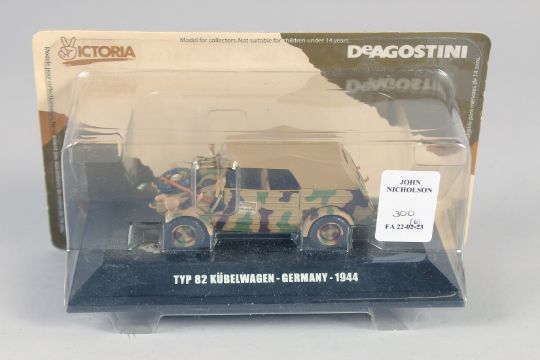 VICTORIA
Model for collectors. Not suitable for children under 14 years.
DeAGOSTINI
JOHN
NICHOLSON
300
(6)
FA 22-02-23
TYP 82 KÜBELWAGEN - GERMANY - 1944